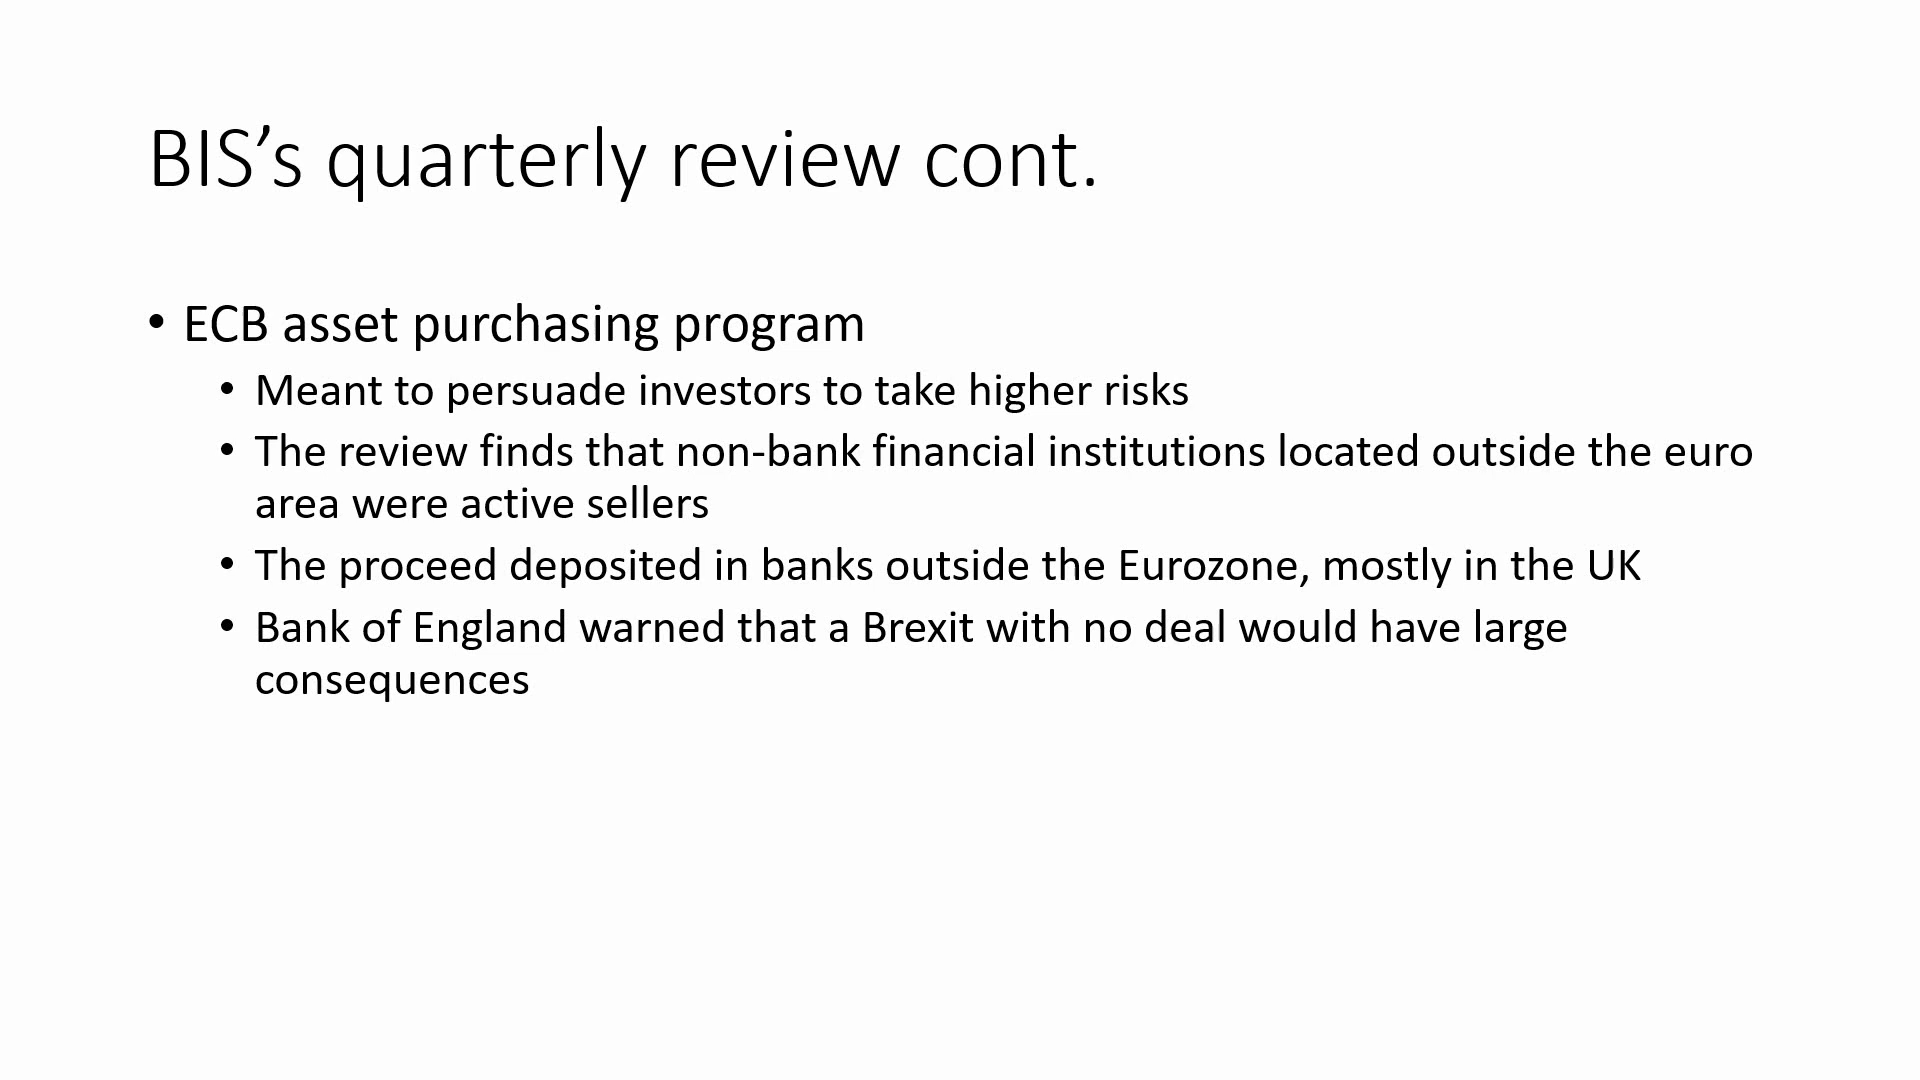 BIS’s quarterly review cont.
• ECB asset purchasing program
• Meant to persuade investors to take higher risks
• The review finds that non-bank financial institutions located outside the euro
area were active sellers
• The proceed deposited in banks outside the Eurozone, mostly in the UK
• Bank of England warned that a Brexit with no deal would have large
consequences